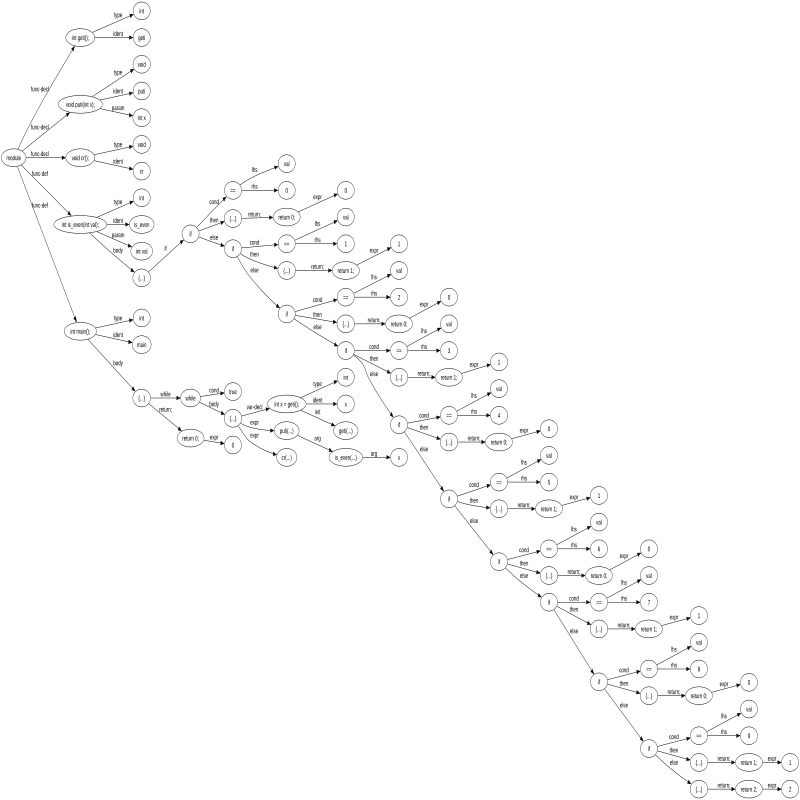 type
int
int geti();
ident
geti
func-decl
type
void
void puti(int x);
ident
puti
param
int x
func-decl
module
func-decl
void cr();
type
void
ident
cr
func-def
type
int
int is_even(int val);
ident
is_even
param
int val
body
{...}
if
func-def
if
cond
==
lhs
val
rhs
0
then
{...}
return;
return 0;
expr
0
else
if
cond
==
lhs
val
rhs
1
then
{...}
return;
return 1;
expr
1
else
if
cond
==
lhs
val
rhs
2
then
{...}
return;
return 0;
expr
0
else
if
cond
==
lhs
val
rhs
3
then
{...}
return;
return 1;
expr
1
else
if
cond
==
lhs
val
rhs
4
then
{...}
return;
return 0;
expr
0
else
if
cond
==
lhs
val
rhs
5
then
{...}
return;
return 1;
expr
1
else
if
cond
==
lhs
val
rhs
6
then
{...}
return;
return 0;
expr
0
else
if
cond
==
lhs
val
rhs
7
then
{...}
return;
return 1;
expr
1
else
if
cond
==
lhs
val
rhs
8
then
{...}
return;
return 0;
expr
0
else
if
cond
==
lhs
val
rhs
9
then
{...}
return;
return 1;
expr
1
else
{...}
return;
return 2;
expr
2
int main();
type
int
ident
main
body
{...}
while
while
cond
true
body
{...}
var-decl
int x = geti();
type
int
ident
x
init
geti(...)
expr
puti(...)
arg
is_even(...)
arg
x
expr
cr(...)
return;
return 0;
expr
0